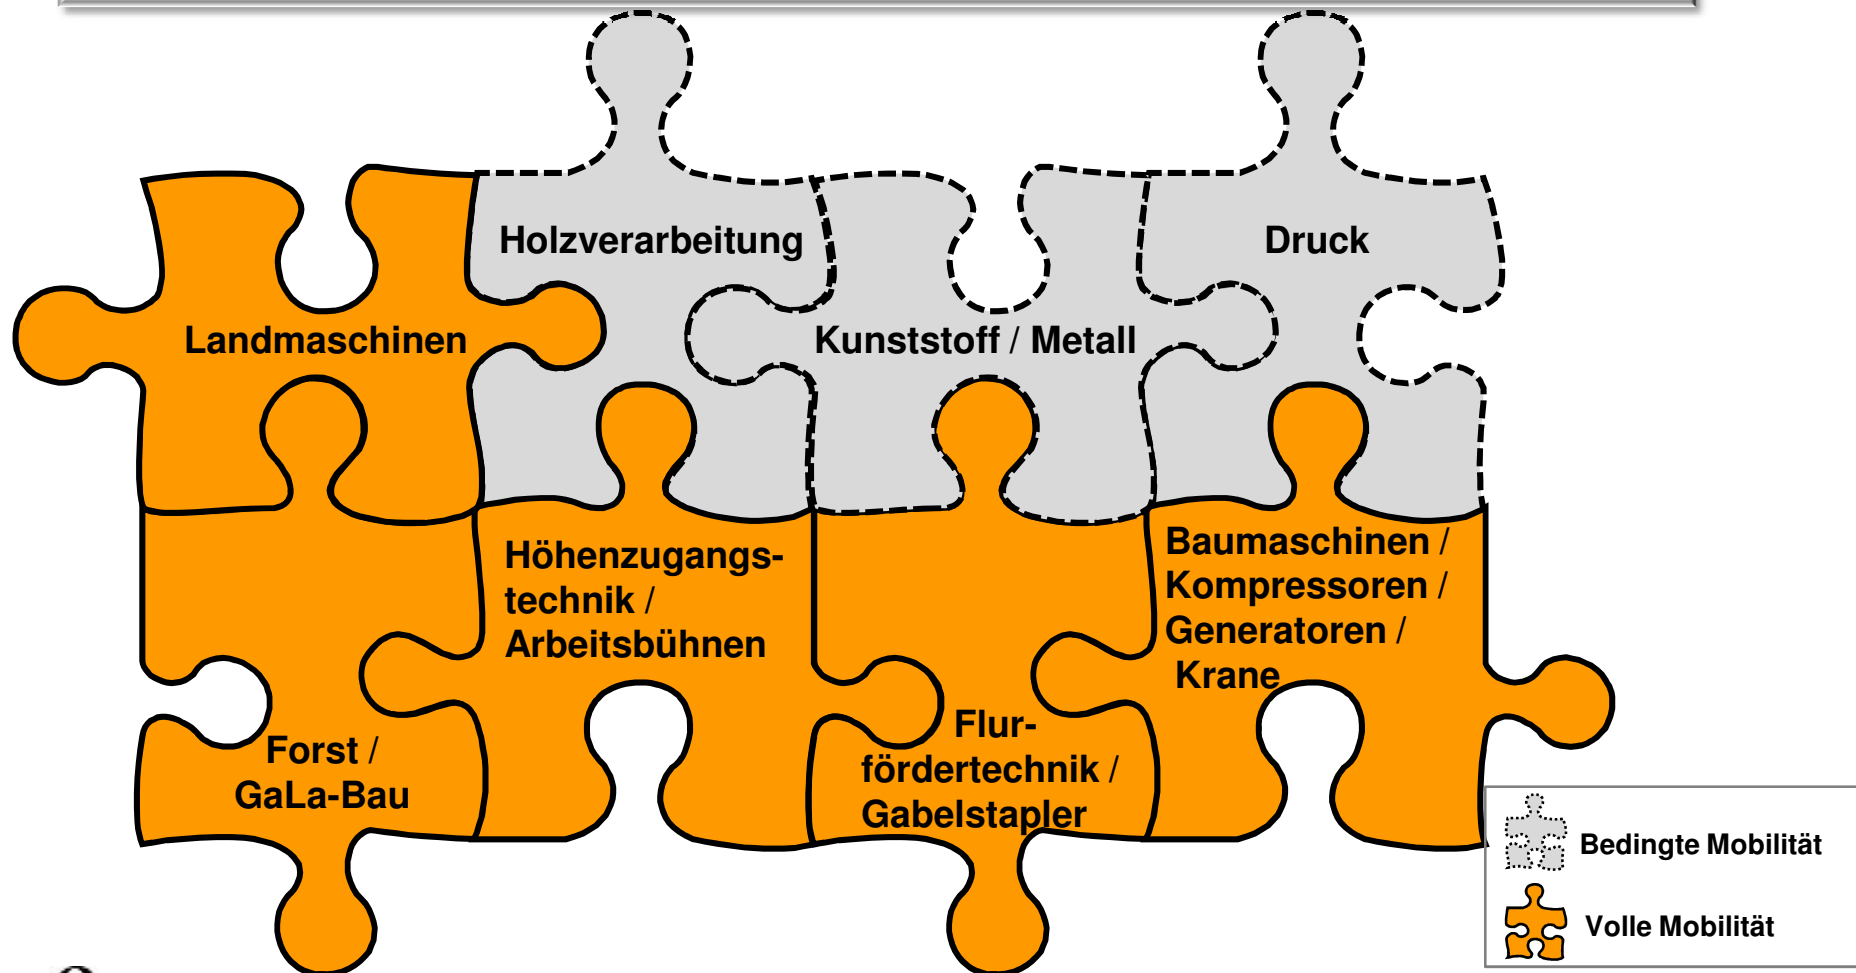 Holzverarbeitung
Druck
Landmaschinen
Kunststoff / Metall
Höhenzugangs-
technik /
Arbeitsbühnen
Baumaschinen /
Kompressoren /
Generatoren /
Krane
Forst /
GaLa-Bau
Flur-
fördertechnik /
Gabelstapler
Bedingte Mobilität
Volle Mobilität